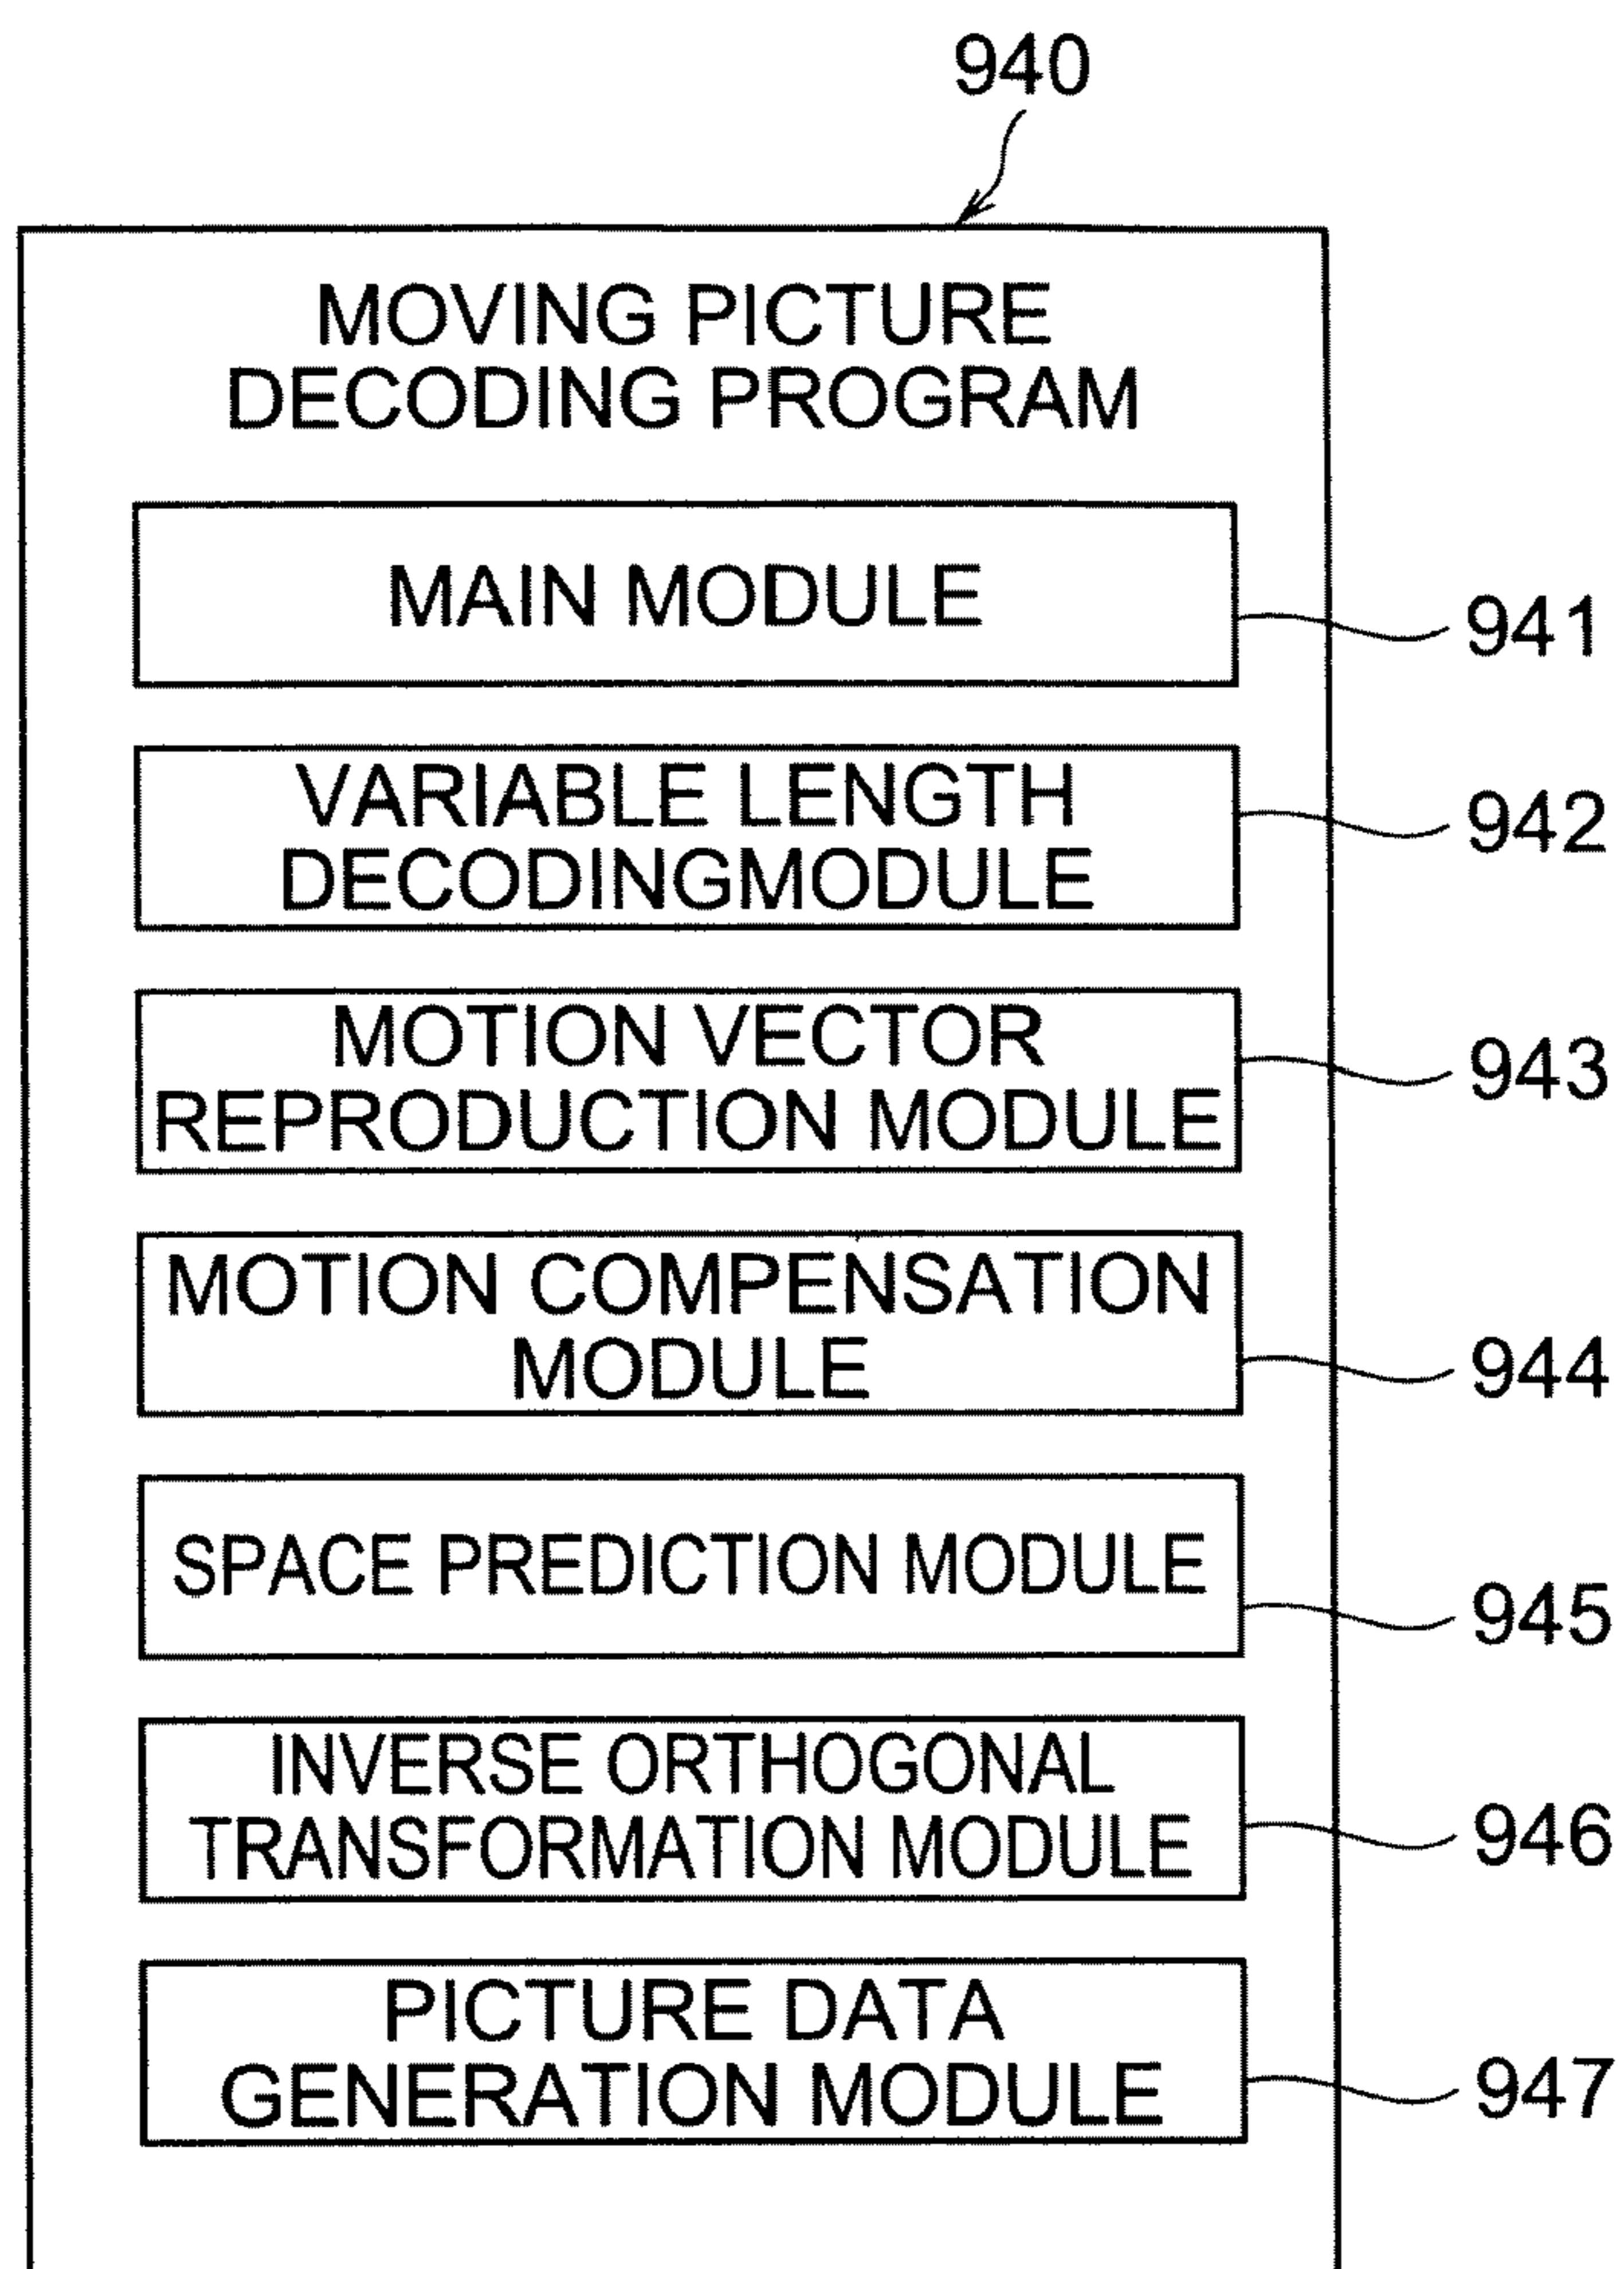 940
MOVING PICTURE
DECODING PROGRAM
MAIN MODULE
941
VARIABLE LENGTH
DECODINGMODULE
942
MOTION VECTOR
REPRODUCTION MODULE
943
MOTION COMPENSATION
MODULE
944
SPACE PREDICTION MODULE
945
INVERSE ORTHOGONAL
TRANSFORMATION MODULE
946
PICTURE DATA
GENERATION MODULE
947